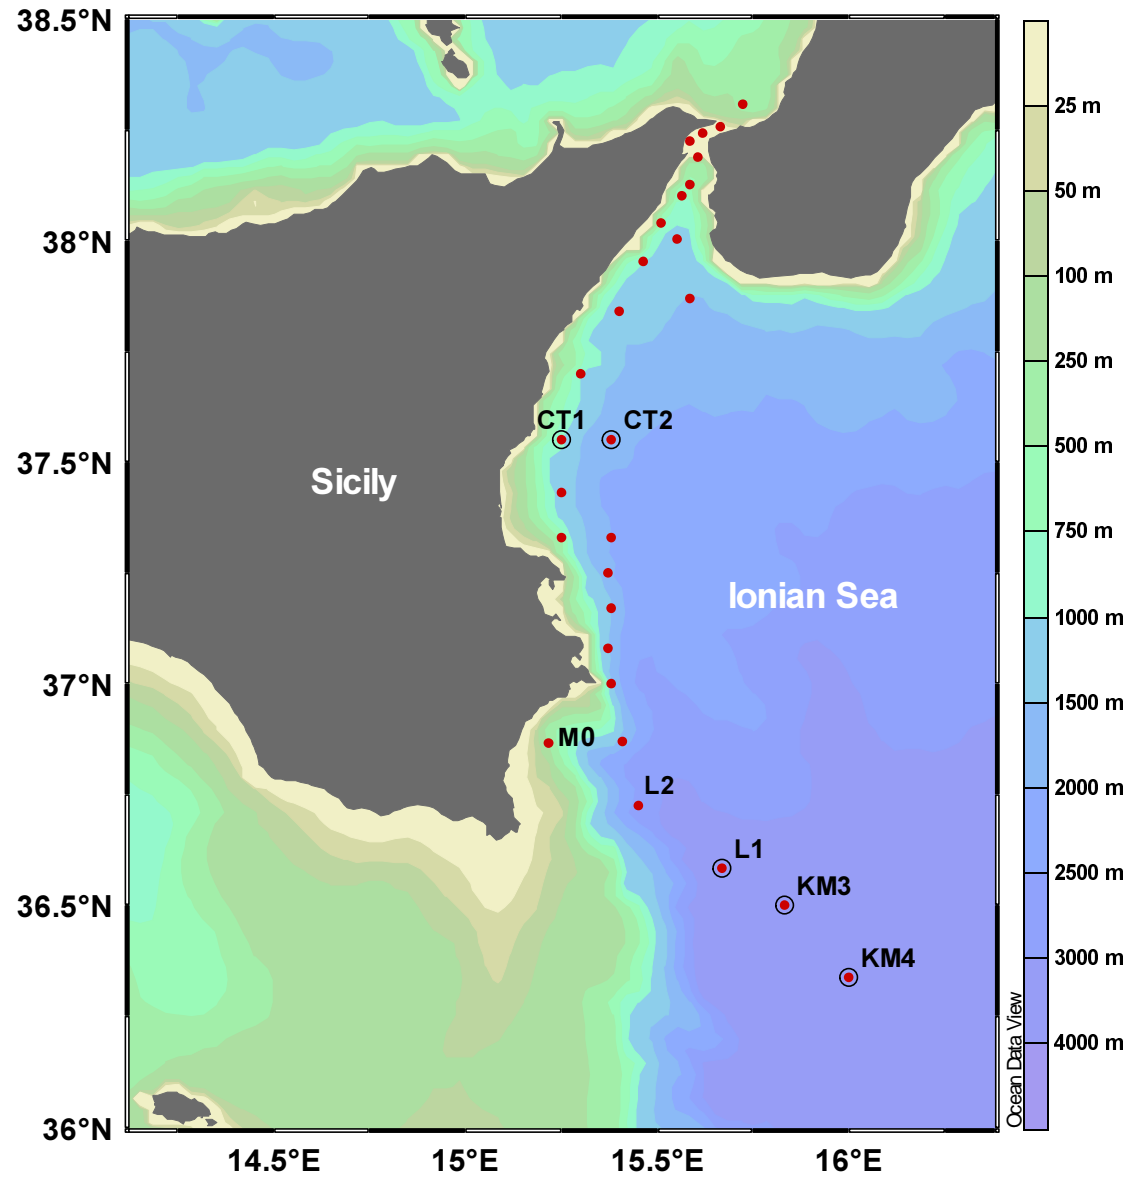 38.5°N
38°N
37.5°N
37°N
36.5°N
36°N
14.5°E
15°E
15.5°E
16°E
CT1
CT2
Sicily
Ionian Sea
M0
L2
L1
KM3
KM4
25 m
50 m
100 m
250 m
500 m
750 m
1000 m
1500 m
2000 m
2500 m
3000 m
4000 m
Ocean Data View